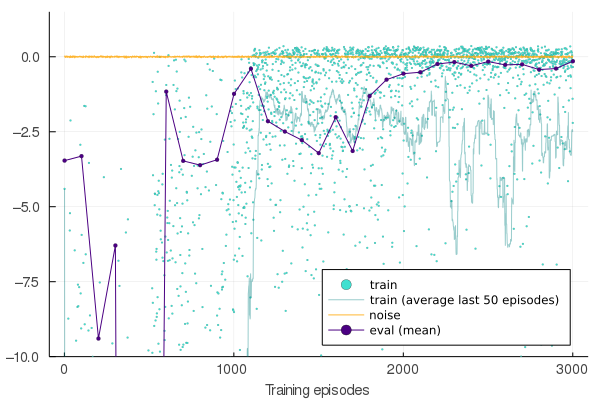 0.0
−2.5
−5.0
−7.5
−10.0
0 1000 2000 3000
Training episodes
train
train (average last 50 episodes)
noise
eval (mean)